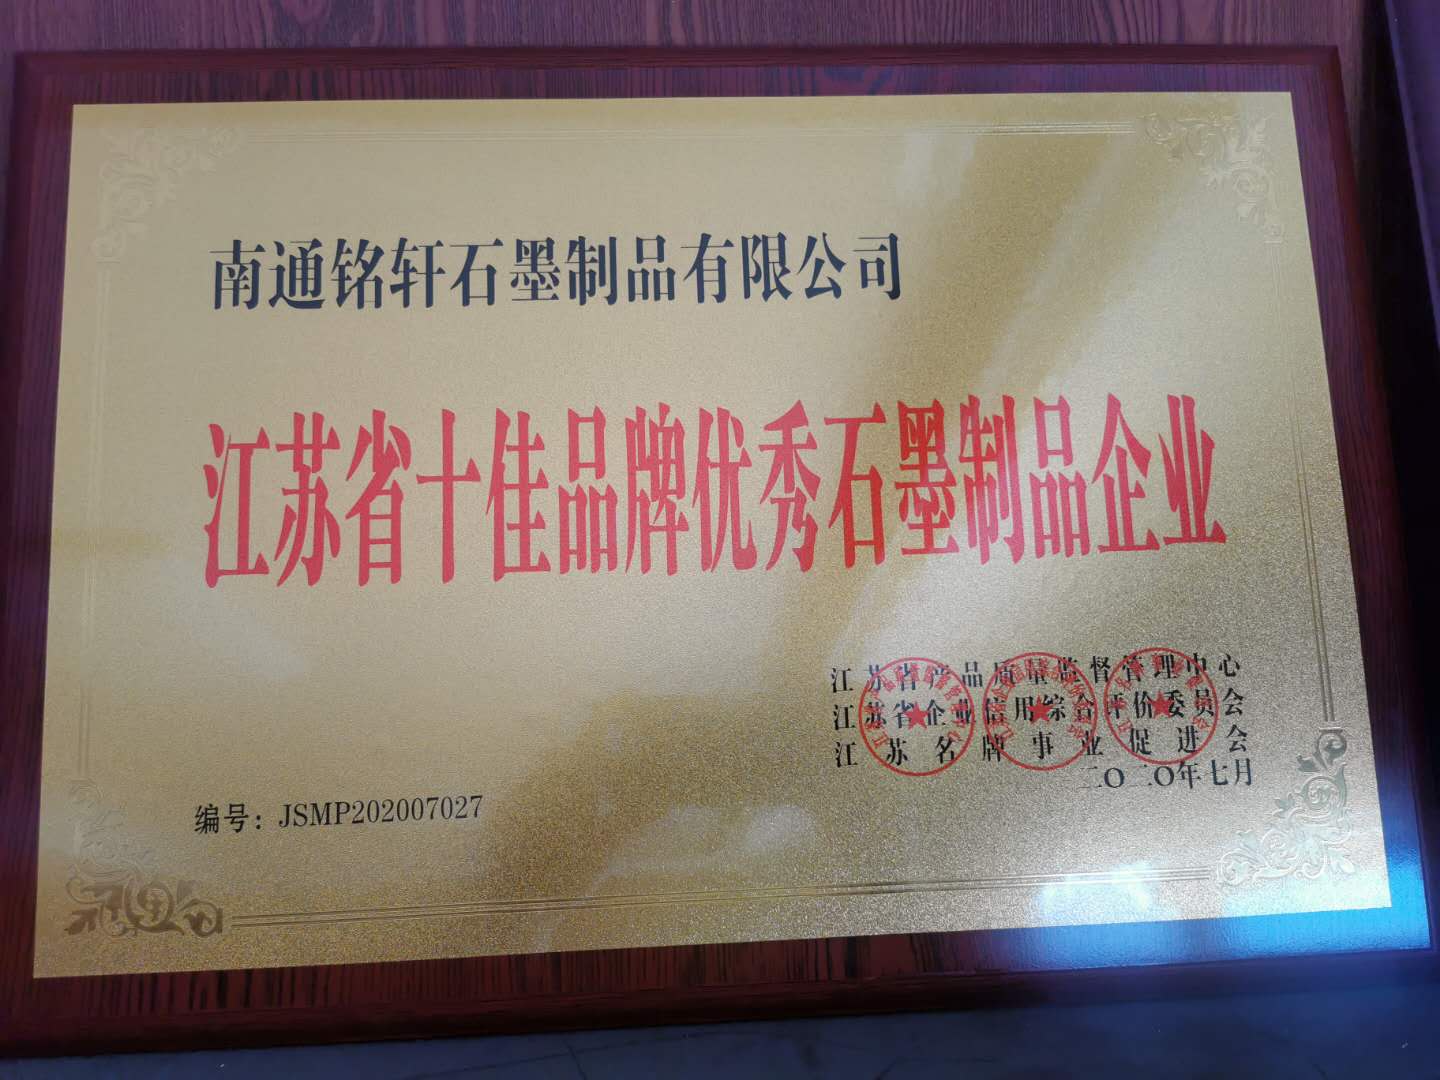 南通铭轩石墨制品有限公司
江苏省十佳品牌优秀石墨制品企业
江苏省产品质量监督管理中心
江苏省企业信用综合评价委员会
江苏名牌事业促进会
二〇二〇年七月
编号：JSMP202007027